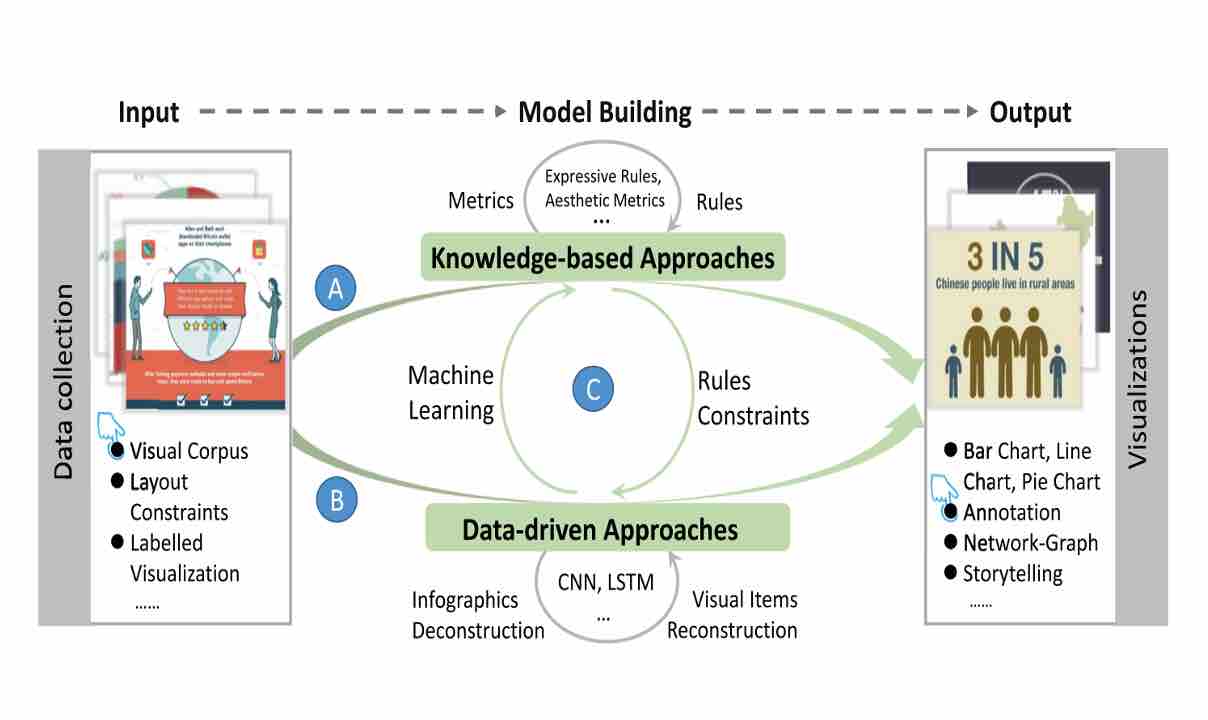 Input
Model Building
Output
Data collection
Visual Corpus
Layout
Constraints
Labelled
Visualization
......
Metrics
Expressive Rules,
Aesthetic Metrics
...
Rules
Knowledge-based Approaches
A
Machine
Learning
C
Rules
Constraints
B
Data-driven Approaches
CNN, LSTM
...
Infographics
Deconstruction
Visual Items
Reconstruction
3 IN 5
Chinese people live in rural areas
Bar Chart, Line
Chart, Pie Chart
Annotation
Network-Graph
Storytelling
......
Visualizations